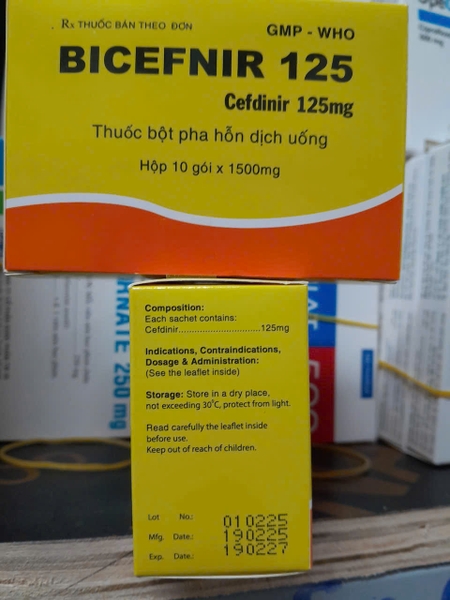 Rx THUỐC BÁN THEO ĐƠN
GMP - WHO
BICEFNIR 125
Cefdinir 125mg
Thuốc bột pha hỗn dịch uống
Hộp 10 gói x 1500mg
Composition:
Each sachet contains:
Cefdinir..............................125mg
Indications, Contraindications,
Dosage & Administration:
(See the leaflet inside)
Storage: Store in a dry place,
not exceeding 30°C, protect from light.
Read carefully the leaflet inside
before use.
Keep out of reach of children.
Lot No.: 010225
Mfg. Date.: 190225
Exp. Date.: 190227
ANATE 250 mg